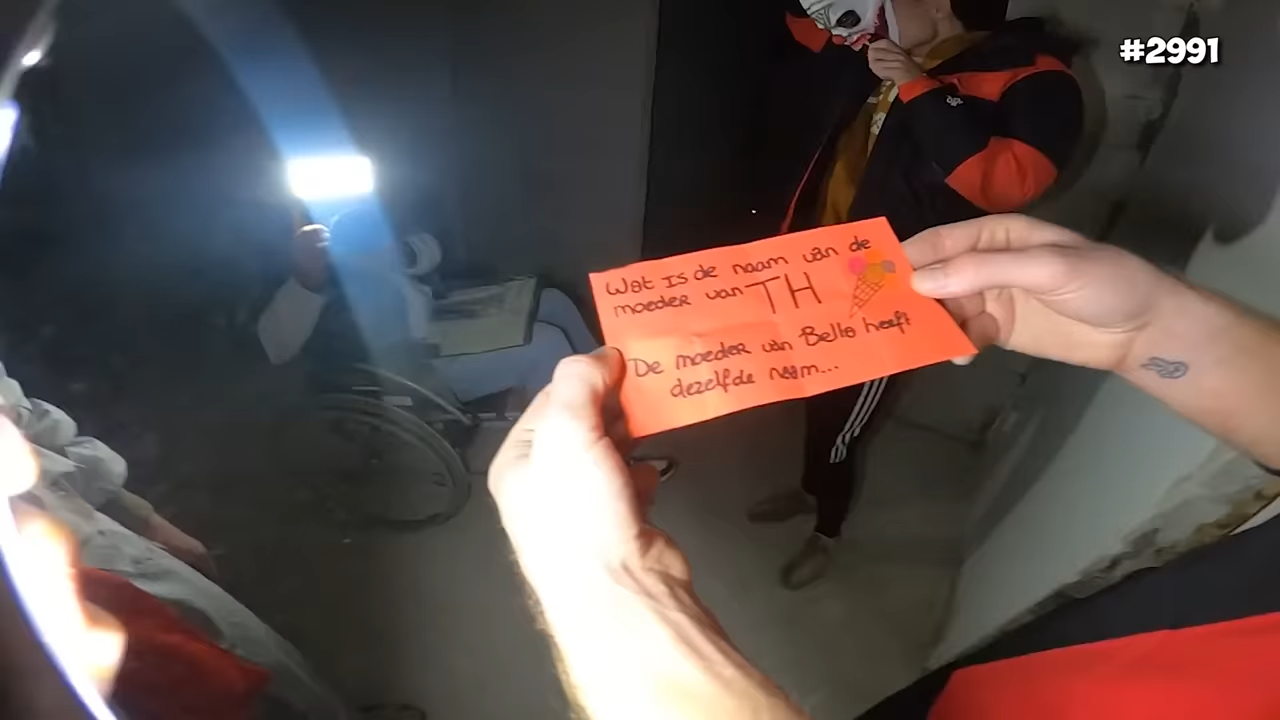 #2991
Wat Is de naam van de
moeder van TH
De moeder van Bello heeft
dezelfde naam...